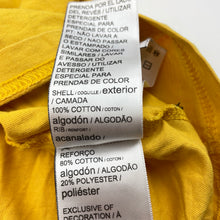 PRENDA POR EL LADO
DEL REVÉS / UTILIZAR
DETERGENTE
ESPECIAL PARA
PRENDAS DE COLOR
PT: NÃO LAVAR A
SECO / NÃO
ESTAMPADO /
LAVAR COM CORES
SIMILARES / LAVAR
E PASSAR DO
AVESSO / UTILIZAR
DETERGENTE
ESPECIAL PARA
PRENDAS DE COLOR
SHELL / COQUILLE / exterior
/ CAMADA
100% COTTON / COTON /
algodón / ALGODÃO
RIB / RENFORT /
acanalado /
REFORÇO
80% COTTON / COTON /
algodón / ALGODÃO
20% POLYESTER /
poliéster
EXCLUSIVE OF
DECORATION / À